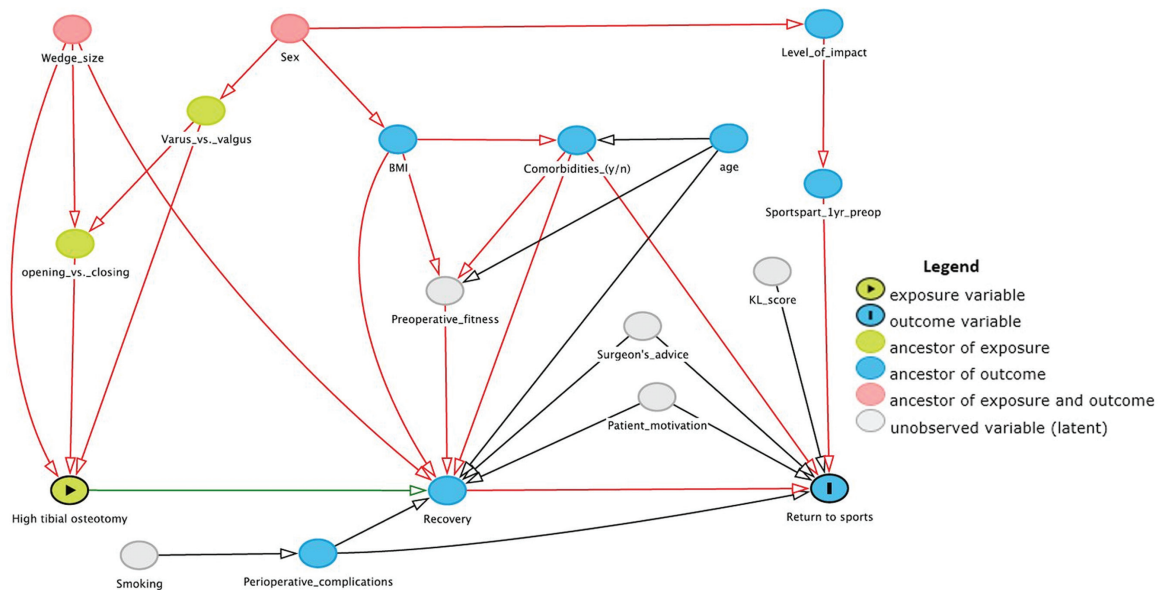 Wedge_size
Sex
Level_of_impact
Varus_vs._valgus
BMI
Comorbidities_(y/n)
age
Sportspart_1yr_preop
opening_vs._closing
KL_score
Preoperative_fitness
Surgeon's_advice
Patient_motivation
High tibial osteotomy
Recovery
Return to sports
Smoking
Perioperative_complications
Legend
exposure variable
outcome variable
ancestor of exposure
ancestor of outcome
ancestor of exposure and outcome
unobserved variable (latent)